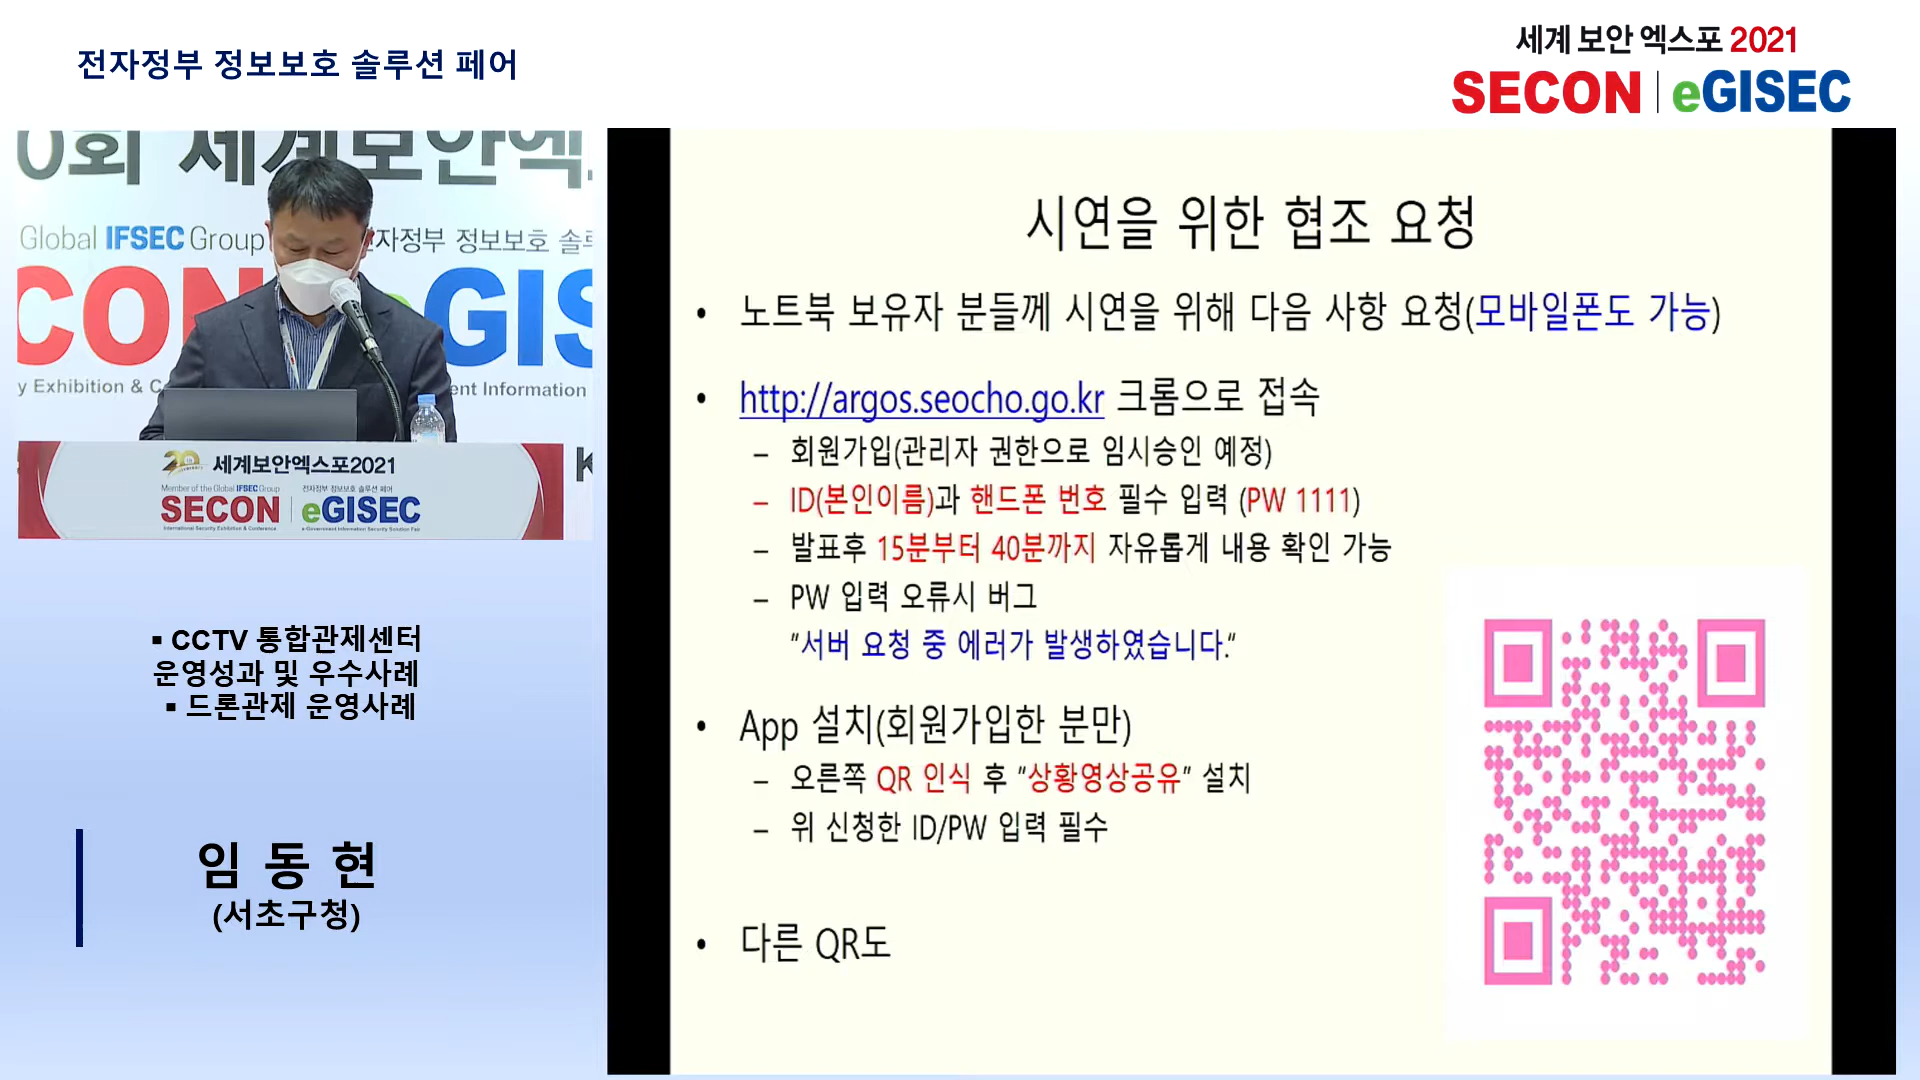 전자정부 정보보호 솔루션 페어
세계 보안 엑스포 2021
SECON | eGISEC
0회 세계보안엑스
Global IFSEC Group
자정부 정보보호 솔루
CON eGIS
y Exhibition & C
ent Information
K
세계보안엑스포2021
Member of the Global IFSEC Group
전자정부 정보보호 솔루션 페어
SECON | eGISEC
International Security Exhibition & Conference
e-Government Information Security Solution Fair
▪ CCTV 통합관제센터
운영성과 및 우수사례
▪ 드론관제 운영사례
임 동 현
(서초구청)
시연을 위한 협조 요청
• 노트북 보유자 분들께 시연을 위해 다음 사항 요청(모바일폰도 가능)
• http://argos.seocho.go.kr 크롬으로 접속
– 회원가입(관리자 권한으로 임시승인 예정)
– ID(본인이름)과 핸드폰 번호 필수 입력 (PW 1111)
– 발표후 15분부터 40분까지 자유롭게 내용 확인 가능
– PW 입력 오류시 버그
"서버 요청 중 에러가 발생하였습니다."
• App 설치(회원가입한 분만)
– 오른쪽 QR 인식 후 "상황영상공유" 설치
– 위 신청한 ID/PW 입력 필수
• 다른 QR도